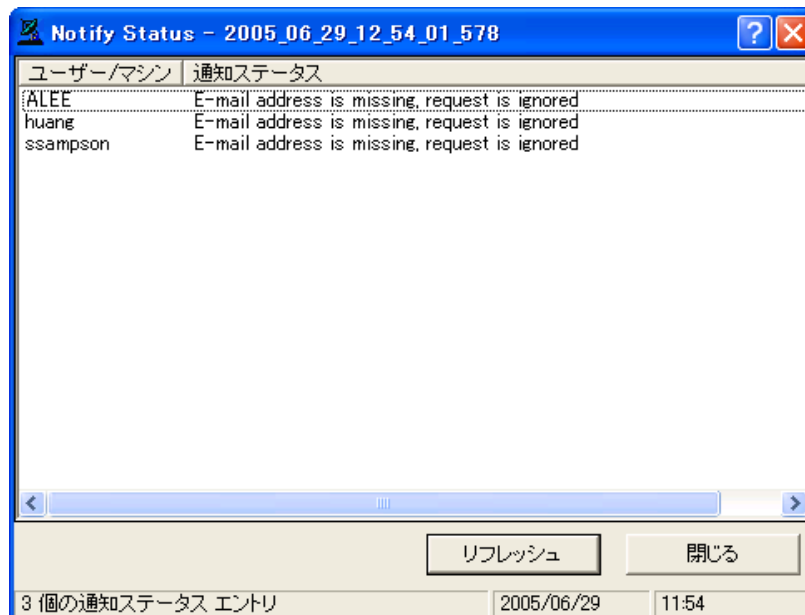 Notify Status - 2005_06_29_12_54_01_578
ユーザー/マシン 通知ステータス
ALEE E-mail address is missing, request is ignored
huang E-mail address is missing, request is ignored
ssampson E-mail address is missing, request is ignored
リフレッシュ 閉じる
3 個の通知ステータス エントリ 2005/06/29 11:54